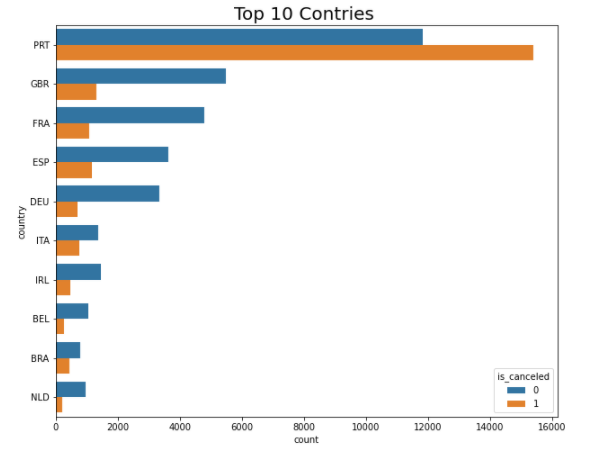 Top 10 Contries
country
PRT
GBR
FRA
ESP
DEU
ITA
IRL
BEL
BRA
NLD
is_canceled
0
1
0 2000 4000 6000 8000 10000 12000 14000 16000
count